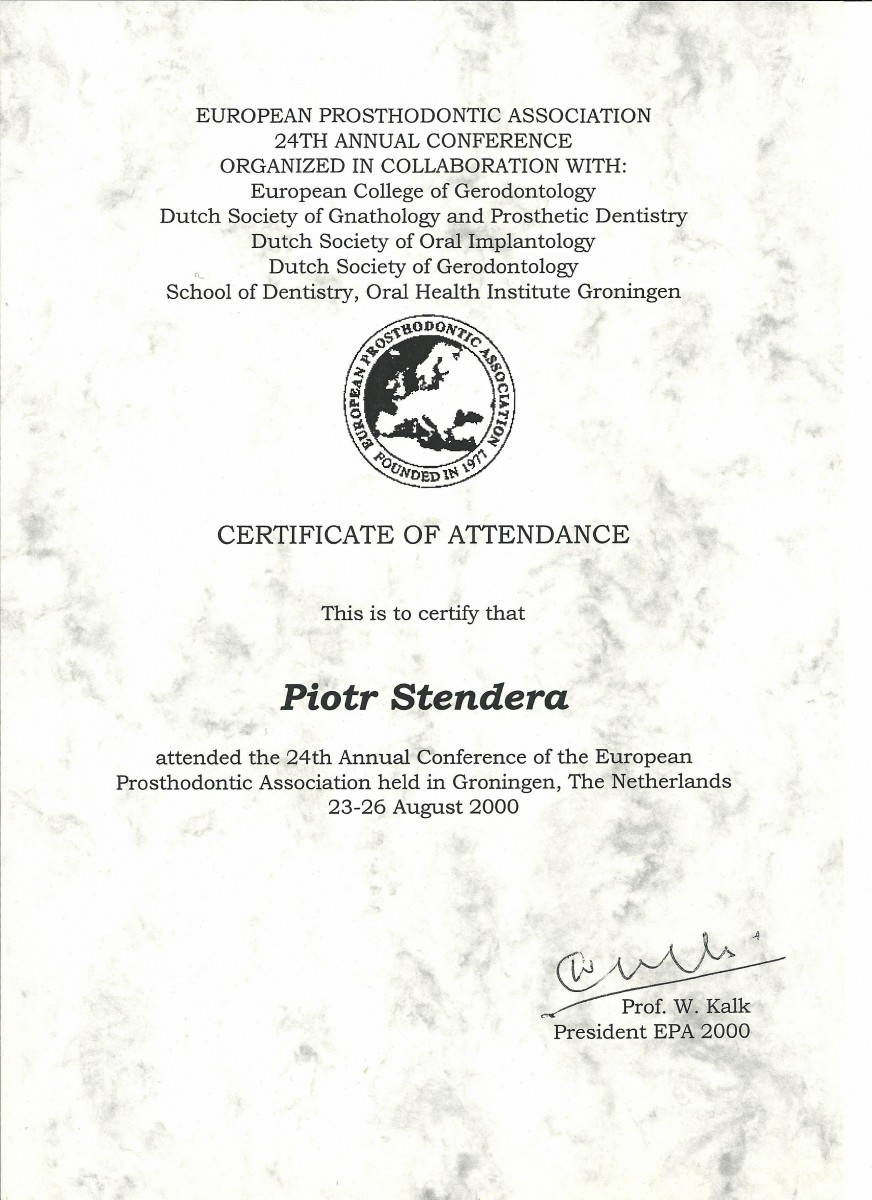 EUROPEAN PROSTHODONTIC ASSOCIATION
24TH ANNUAL CONFERENCE
ORGANIZED IN COLLABORATION WITH:
European College of Gerodontology
Dutch Society of Gnathology and Prosthetic Dentistry
Dutch Society of Oral Implantology
Dutch Society of Gerodontology
School of Dentistry, Oral Health Institute Groningen
EUROPEAN PROSTHODONTIC ASSOCIATION
FOUNDED IN 1977
CERTIFICATE OF ATTENDANCE
This is to certify that
Piotr Stendera
attended the 24th Annual Conference of the European
Prosthodontic Association held in Groningen, The Netherlands
23-26 August 2000
Prof. W. Kalk
President EPA 2000